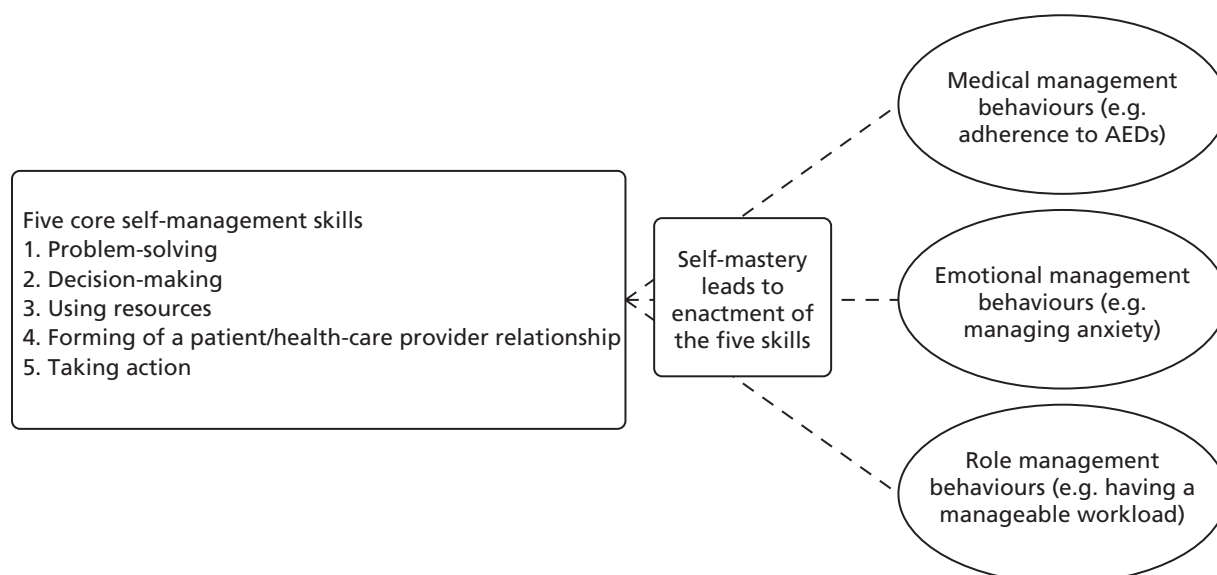 Five core self-management skills
1. Problem-solving
2. Decision-making
3. Using resources
4. Forming of a patient/health-care provider relationship
5. Taking action
Self-mastery
leads to
enactment of
the five skills
Medical management
behaviours (e.g.
adherence to AEDs)
Emotional management
behaviours (e.g.
managing anxiety)
Role management
behaviours (e.g. having a
manageable workload)